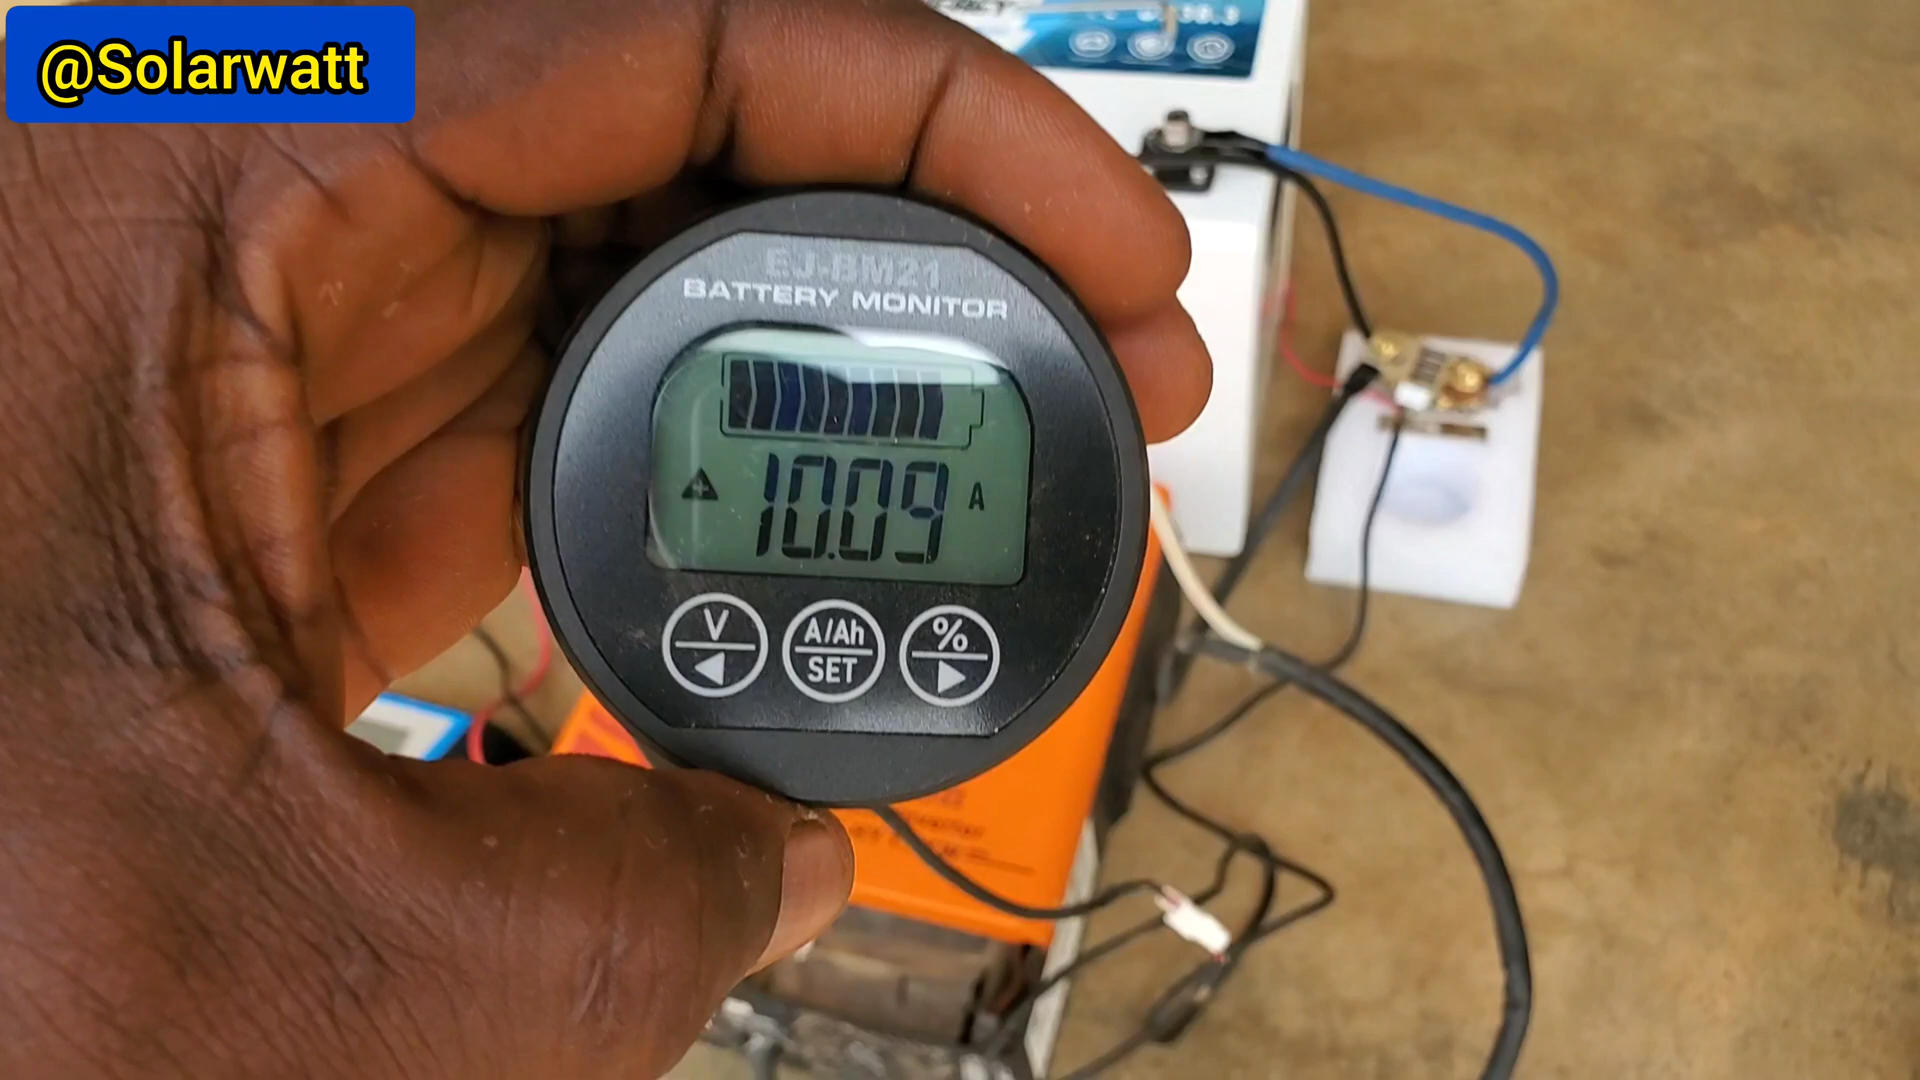 @Solarwatt
EJ-BM21
BATTERY MONITOR
10.09 A
V
A/Ah
SET
%